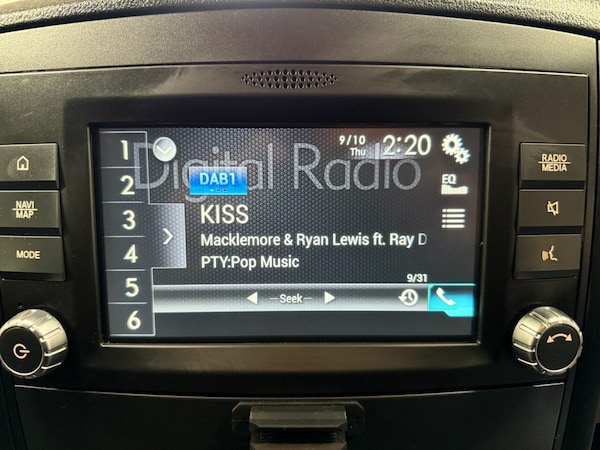 9/10
Thu
2:20
Digital Radio
DAB1
KISS
Macklemore & Ryan Lewis ft. Ray D
PTY:Pop Music
9/31
Seek
EQ
1
2
3
4
5
6
NAVI
MAP
MODE
RADIO
MEDIA